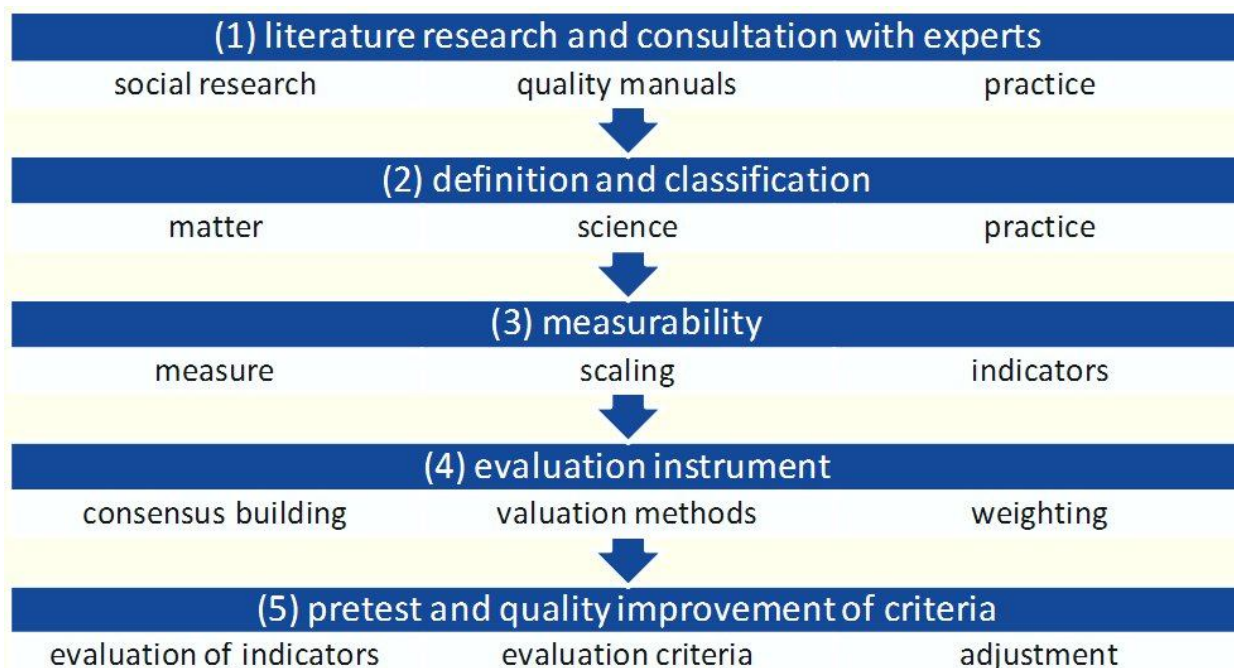 (1) literature research and consultation with experts
social research quality manuals practice
(2) definition and classification
matter science practice
(3) measurability
measure scaling indicators
(4) evaluation instrument
consensus building valuation methods weighting
(5) pretest and quality improvement of criteria
evaluation of indicators evaluation criteria adjustment